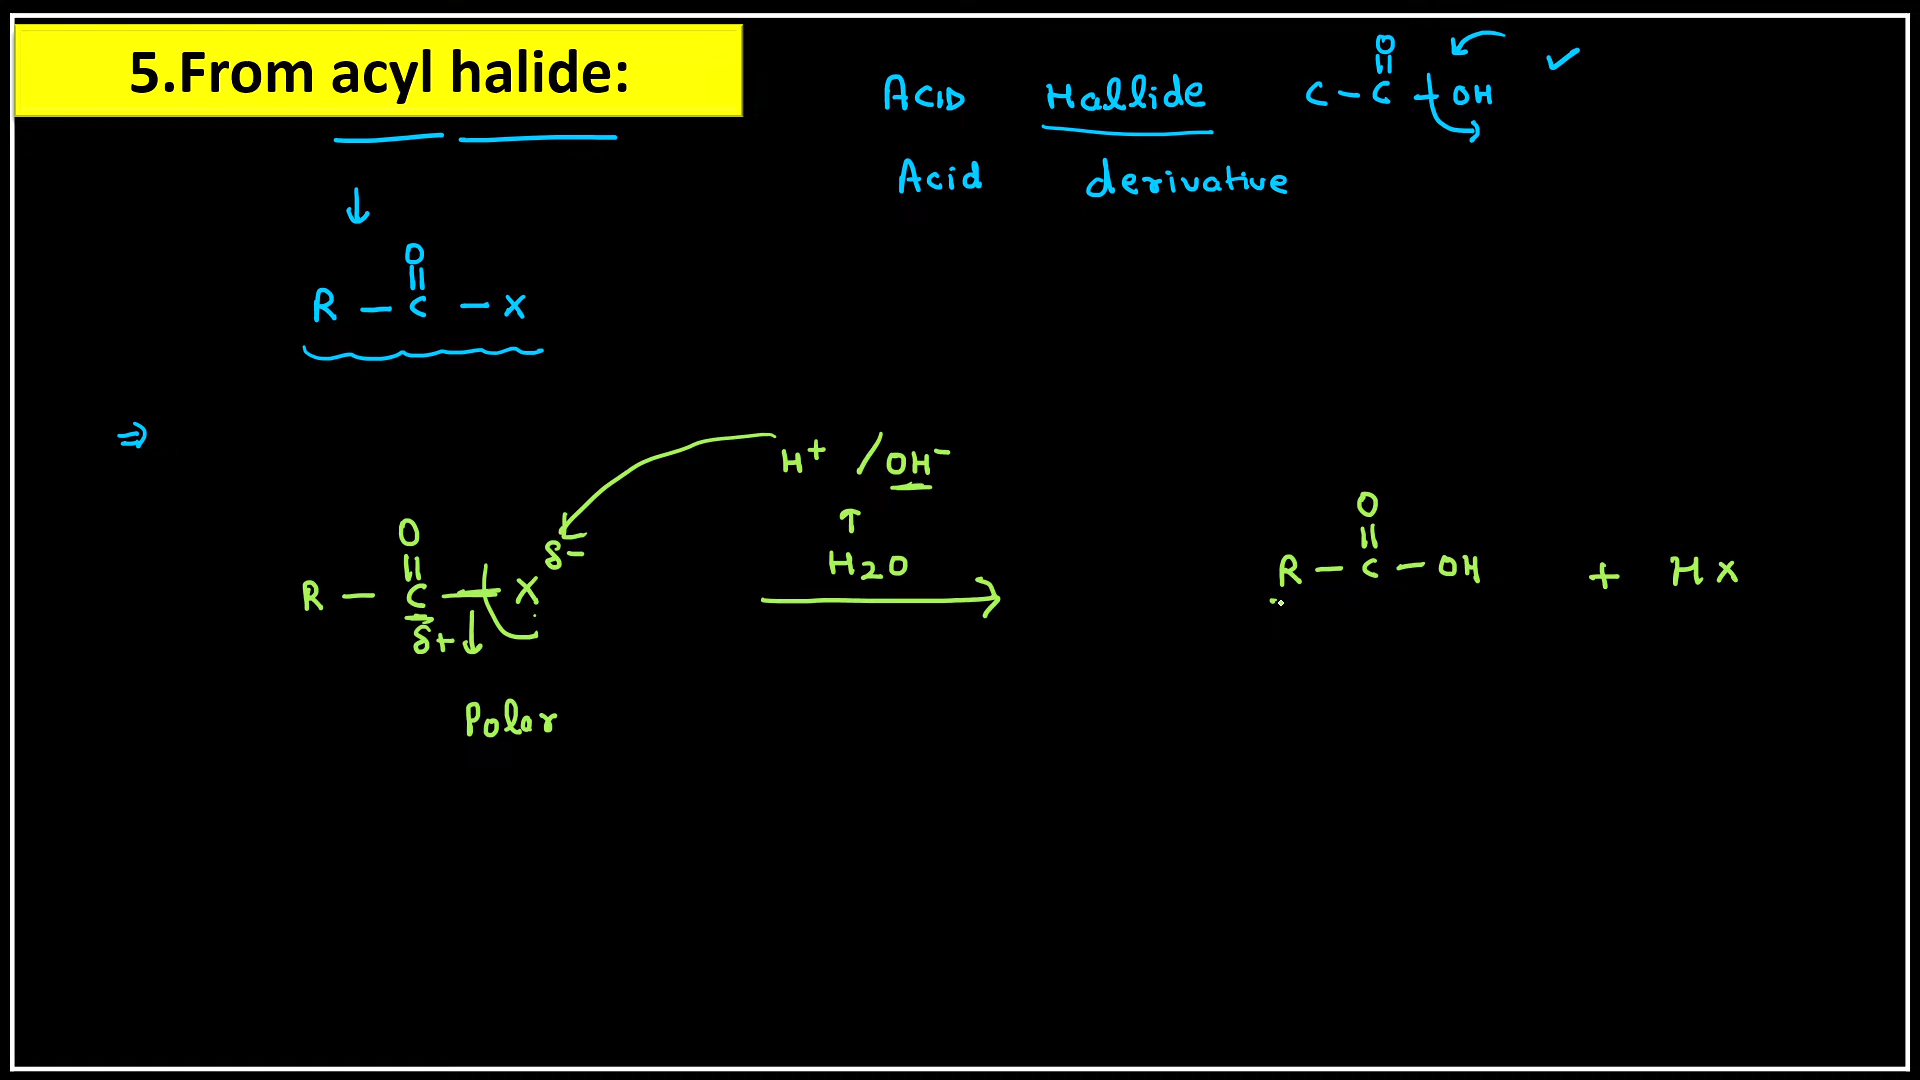 5.From acyl halide:
ACID Hallide
O
C - C - OH
Acid derivative
O
R - C - X
⇒
H+ / OH-
H2O
O
R - C - X
δ-
δ+
Polar
O
R - C - OH + HX